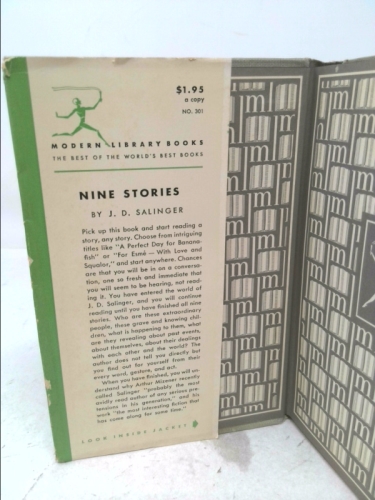 $1.95
a copy
NO. 301
MODERN LIBRARY BOOKS
THE BEST OF THE WORLD'S BEST BOOKS
NINE STORIES
BY J. D. SALINGER
Pick up this book and start reading a
story, any story. Choose from intriguing
titles like "A Perfect Day for Banana-
fish" or "For Esmé — With Love and
Squalor," and start anywhere. Chances
are that you will be in on a conversa-
tion, one so fresh and immediate that
you will seem to be hearing, not read-
ing it. You have entered the world of
J. D. Salinger, and you will continue
reading until you have finished all nine
stories. Who are these extraordinary
people, these grave and knowing chil-
dren, what is happening to them, what
are they revealing about past events,
about themselves, about their dealings
with each other and the world? The
author does not tell you directly but
you find out for yourself from their
every word, gesture, and act.
When you have finished, you will un-
derstand why Arthur Mizener recently
called Salinger "probably the most
avidly read author of any serious pre-
tensions in his generation," and his
work "the most interesting fiction that
has come along for some time."
LOOK INSIDE JACKET